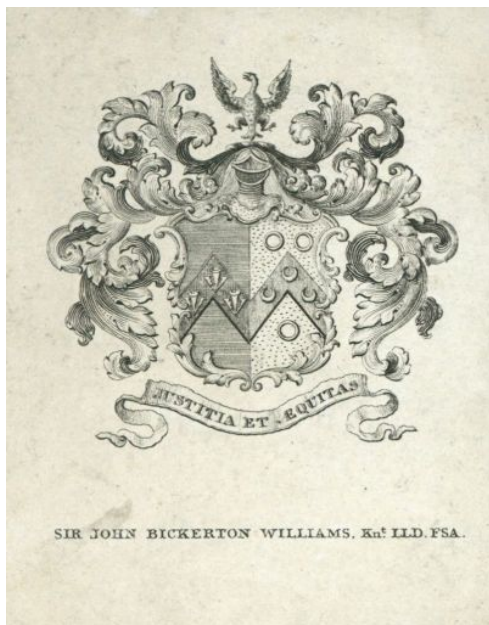 JUSTITIA ET ÆQUITAS
SIR JOHN BICKERTON WILLIAMS, Knᵗ. LLD. FSA.